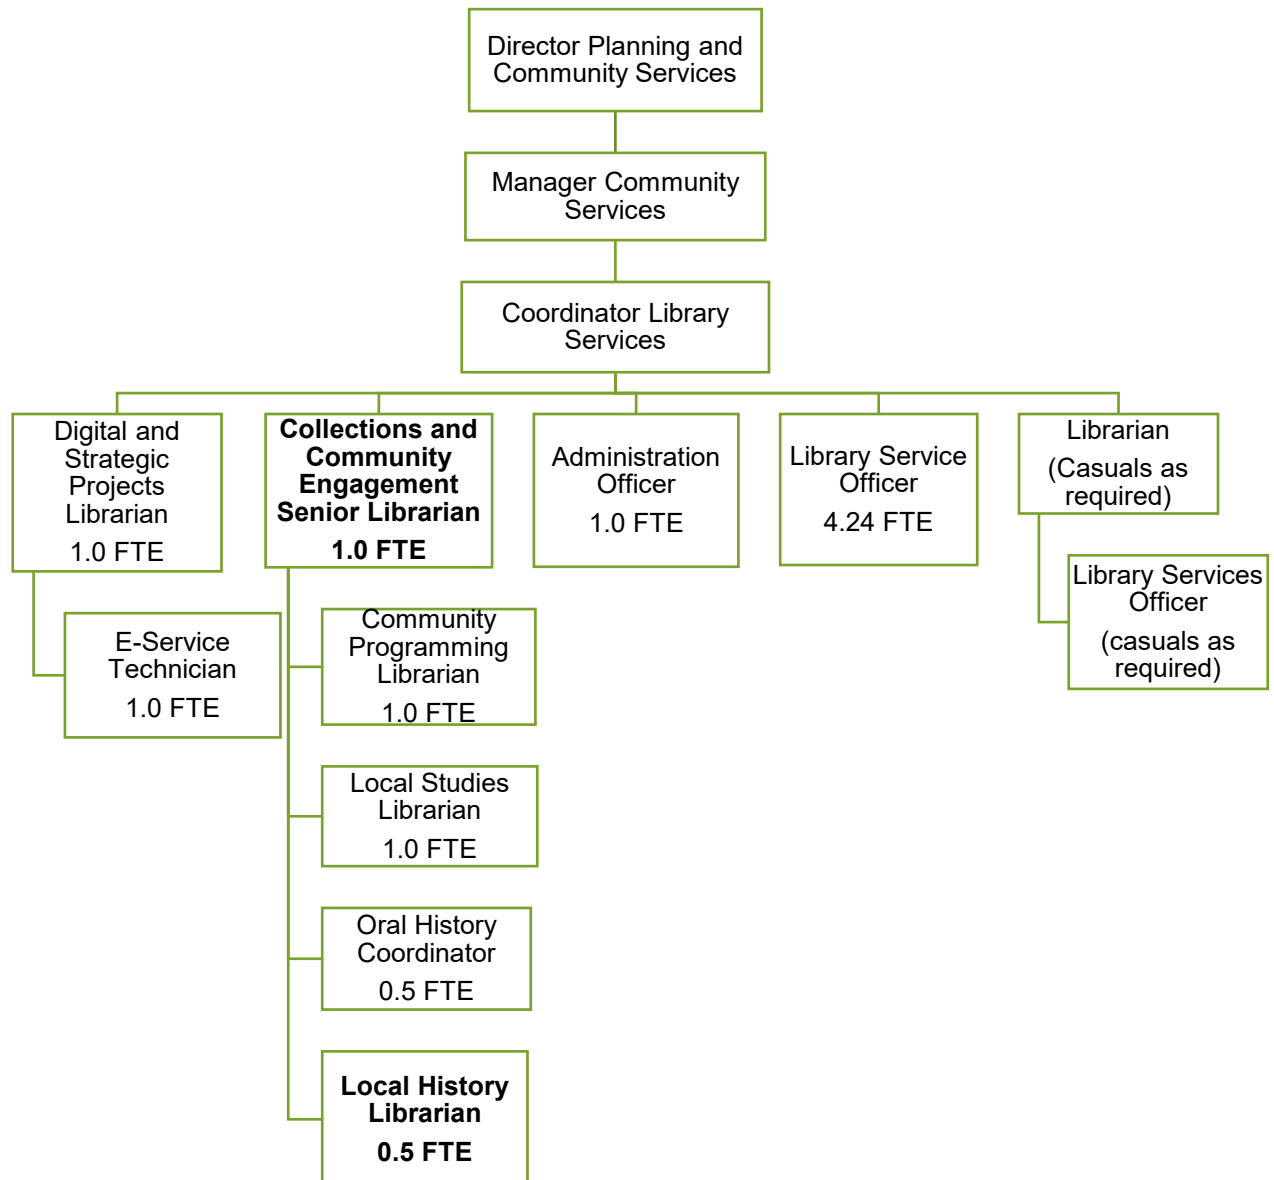 Director Planning and
Community Services
Manager Community
Services
Coordinator Library
Services
Digital and
Strategic
Projects
Librarian
1.0 FTE
E-Service
Technician
1.0 FTE
Collections and
Community
Engagement
Senior Librarian
1.0 FTE
Community
Programming
Librarian
1.0 FTE
Local Studies
Librarian
1.0 FTE
Oral History
Coordinator
0.5 FTE
Local History
Librarian
0.5 FTE
Administration
Officer
1.0 FTE
Library Service
Officer
4.24 FTE
Librarian
(Casuals as
required)
Library Services
Officer
(casuals as
required)